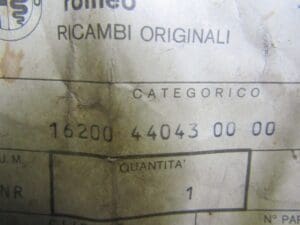 romeo
RICAMBI ORIGINALI
CATEGORICO
16200 44043 00 00
U.M.
QUANTITA'
NR
1
N° PAR